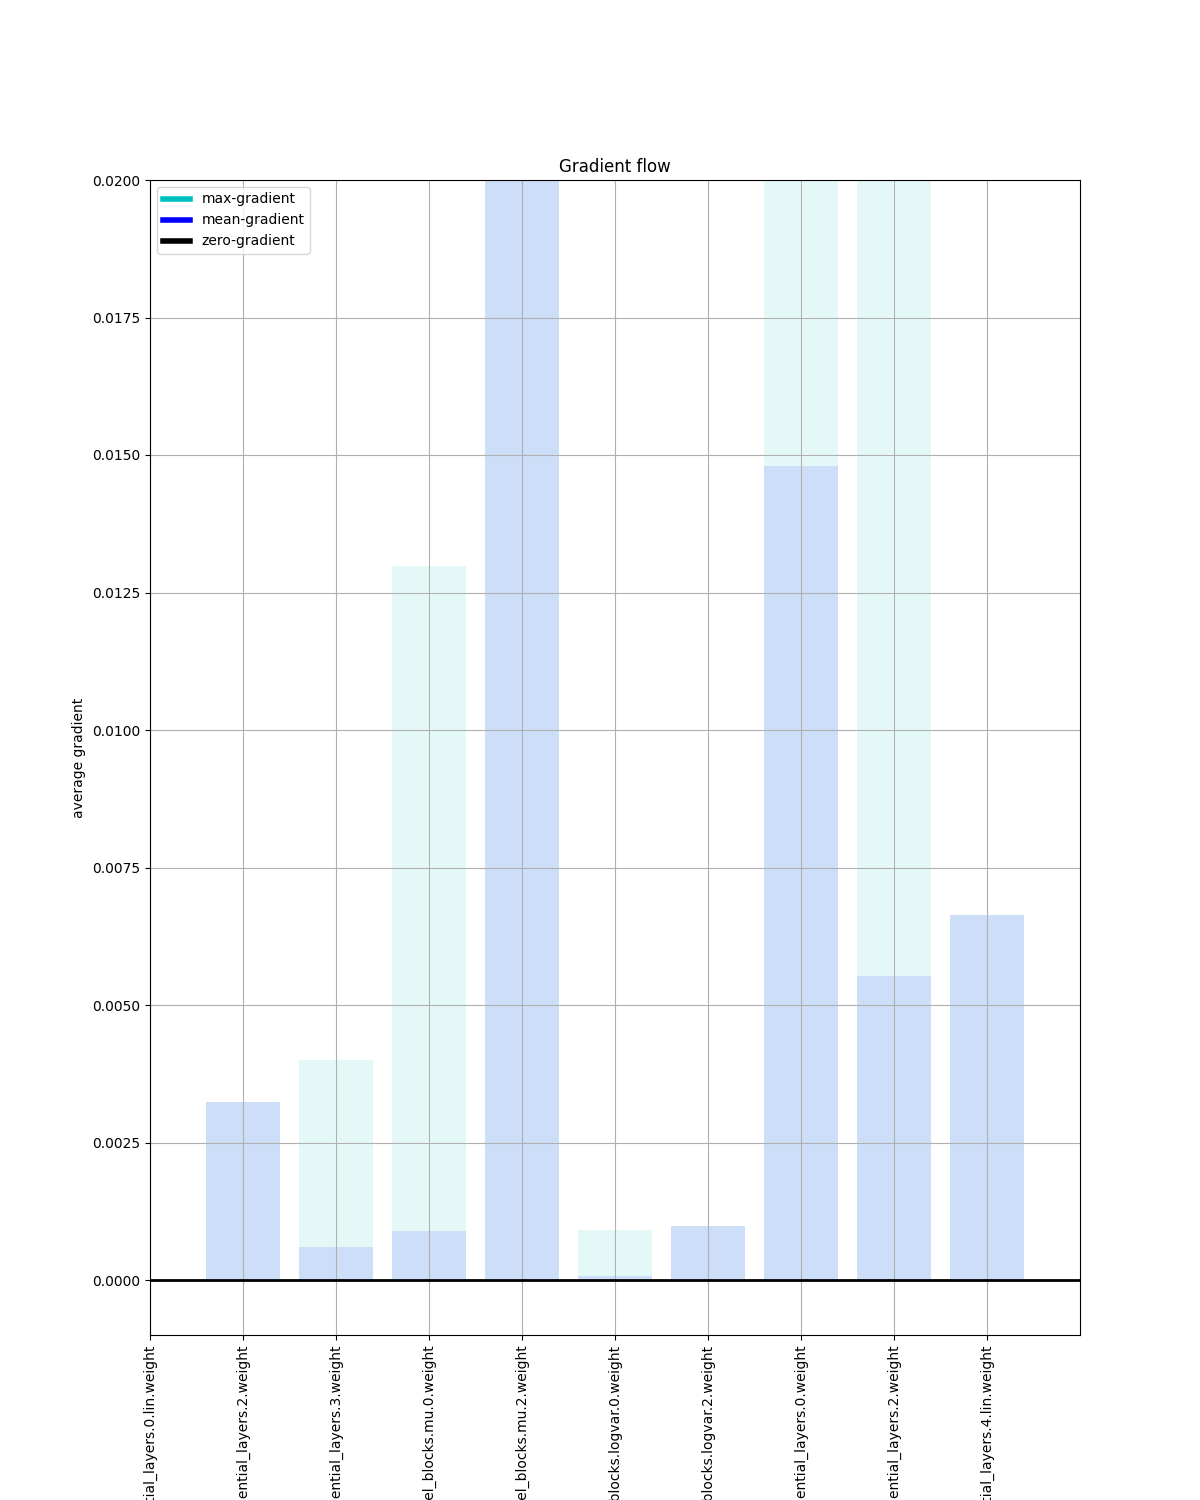 Gradient flow
max-gradient
mean-gradient
zero-gradient
0.0200
0.0175
0.0150
0.0125
0.0100
0.0075
0.0050
0.0025
0.0000
average gradient
tial_layers.0.lin.weight
ential_layers.2.weight
ential_layers.3.weight
el_blocks.mu.0.weight
el_blocks.mu.2.weight
blocks.logvar.0.weight
blocks.logvar.2.weight
ential_layers.0.weight
ential_layers.2.weight
tial_layers.4.lin.weight